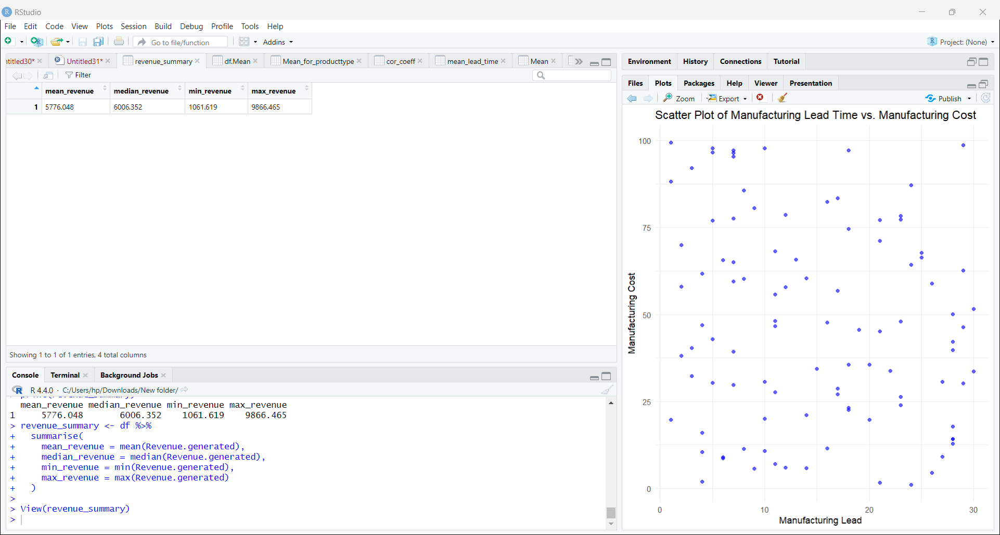 R RStudio
File Edit Code View Plots Session Build Debug Profile Tools Help
Go to file/function Addins Project: (None)
ntitled30* Untitled31* revenue_summary df.Mean Mean_for_producttype cor_coeff mean_lead_time Mean
Filter
mean_revenue median_revenue min_revenue max_revenue
1 5776.048 6006.352 1061.619 9866.465
Showing 1 to 1 of 1 entries, 4 total columns
Console Terminal Background Jobs
R R 4.4.0 · C:/Users/hp/Downloads/New folder/
mean_revenue median_revenue min_revenue max_revenue
1 5776.048 6006.352 1061.619 9866.465
> revenue_summary <- df %>%
+ summarise(
+ mean_revenue = mean(Revenue.generated),
+ median_revenue = median(Revenue.generated),
+ min_revenue = min(Revenue.generated),
+ max_revenue = max(Revenue.generated)
+ )
>
> View(revenue_summary)
>
Environment History Connections Tutorial
Files Plots Packages Help Viewer Presentation
Zoom Export Publish
Scatter Plot of Manufacturing Lead Time vs. Manufacturing Cost
100
75
50
25
0
Manufacturing Cost
0 10 20 30
Manufacturing Lead